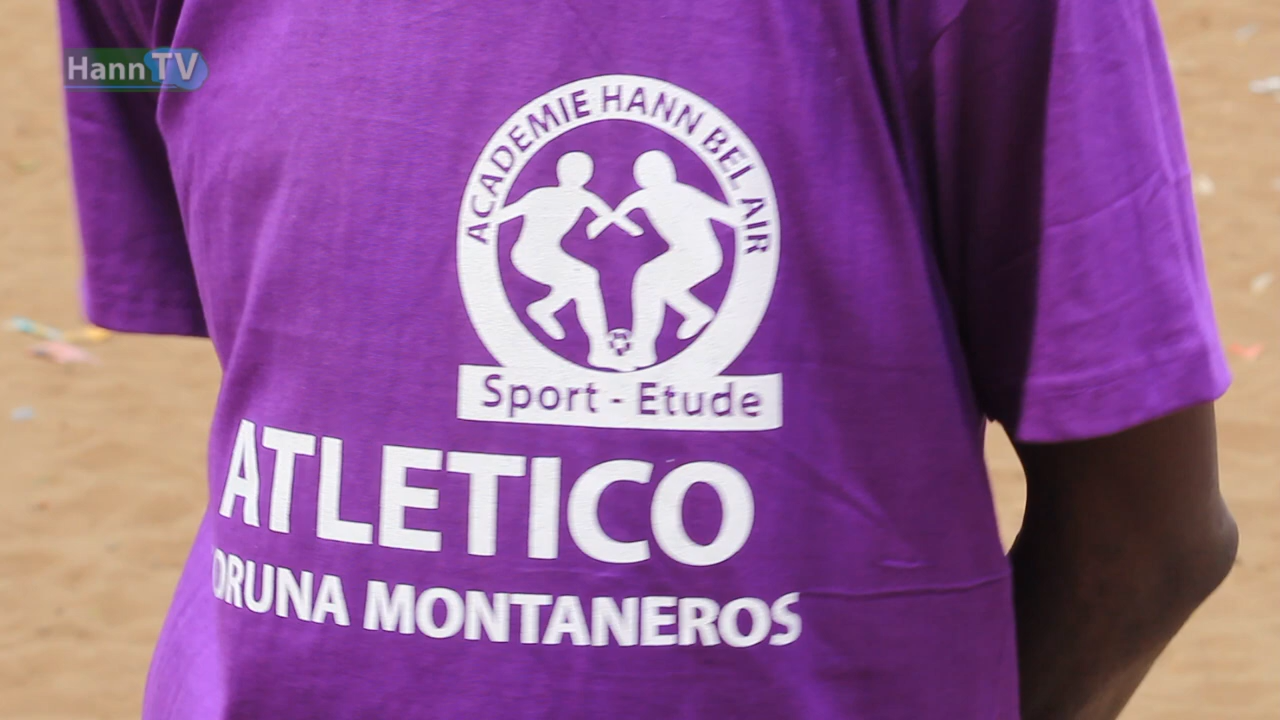 HannTV
ACADEMIE HANN BEL AIR
Sport - Etude
ATLETICO
ORUNA MONTANEROS